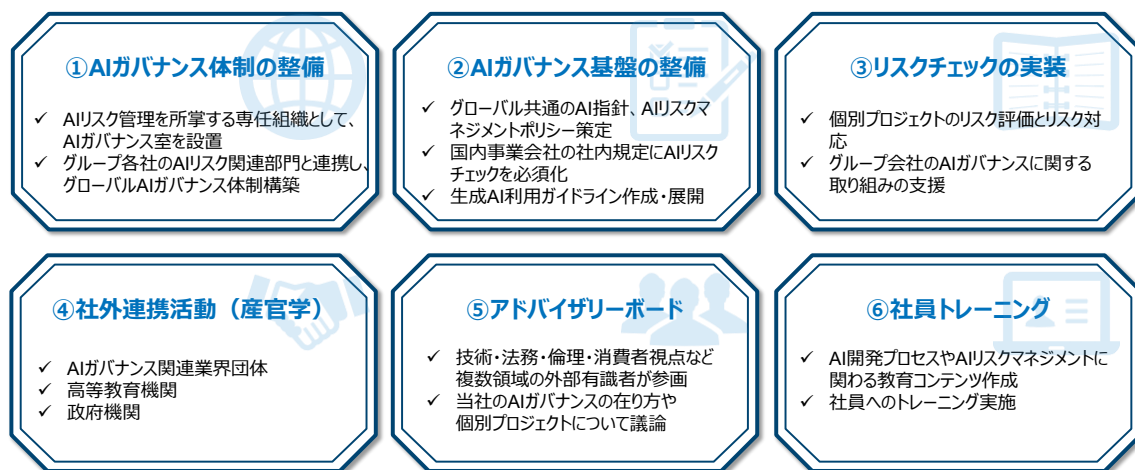 ①AIガバナンス体制の整備
✓ AIリスク管理を所掌する専任組織として、
AIガバナンス室を設置
✓ グループ各社のAIリスク関連部門と連携し、
グローバルAIガバナンス体制構築
②AIガバナンス基盤の整備
✓ グローバル共通のAI指針、AIリスクマ
ネジメントポリシー策定
✓ 国内事業会社の社内規定にAIリスク
チェックを必須化
✓ 生成AI利用ガイドライン作成・展開
③リスクチェックの実装
✓ 個別プロジェクトのリスク評価とリスク対
応
✓ グループ会社のAIガバナンスに関する
取り組みの支援
④社外連携活動（産官学）
✓ AIガバナンス関連業界団体
✓ 高等教育機関
✓ 政府機関
⑤アドバイザリーボード
✓ 技術・法務・倫理・消費者視点など
複数領域の外部有識者が参画
✓ 当社のAIガバナンスの在り方や
個別プロジェクトについて議論
⑥社員トレーニング
✓ AI開発プロセスやAIリスクマネジメントに
関わる教育コンテンツ作成
✓ 社員へのトレーニング実施